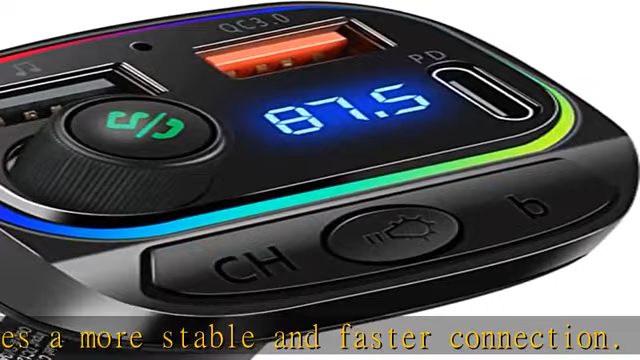 QC3.0
PD
87.5
CH
b
es a more stable and faster connection.